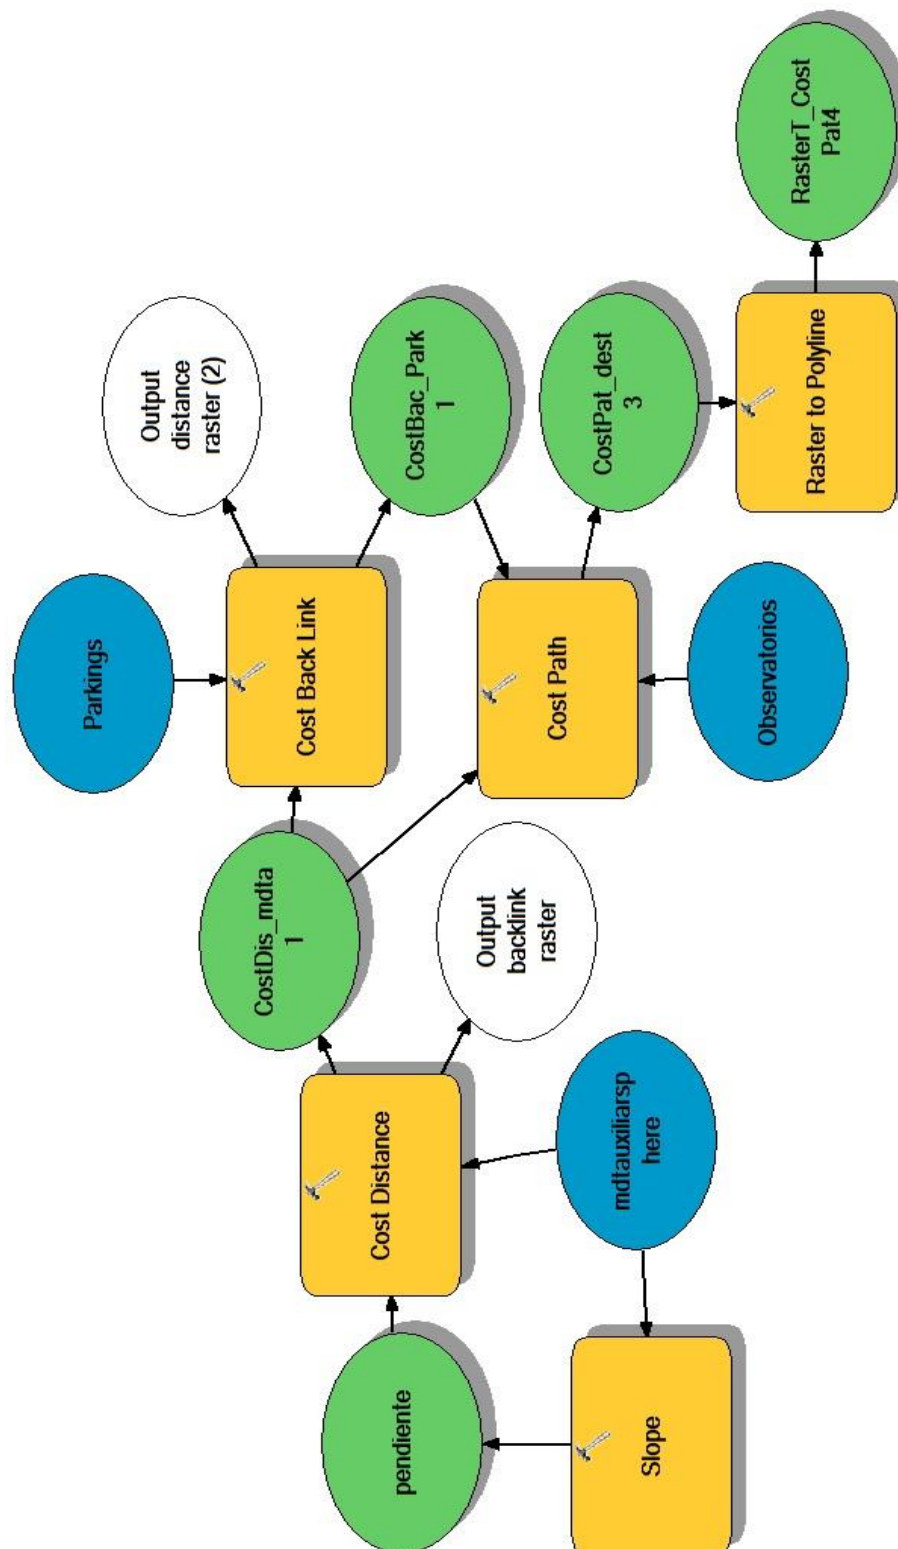 Slope
pendiente
mdtauxiliarsp
here
Cost Distance
CostDis_mdta
1
Output
backlink
raster
Parkings
Cost Back Link
Output
distance
raster (2)
CostBac_Park
1
Cost Path
Observatorios
CostPat_dest
3
Raster to Polyline
RasterT_Cost
Pat4